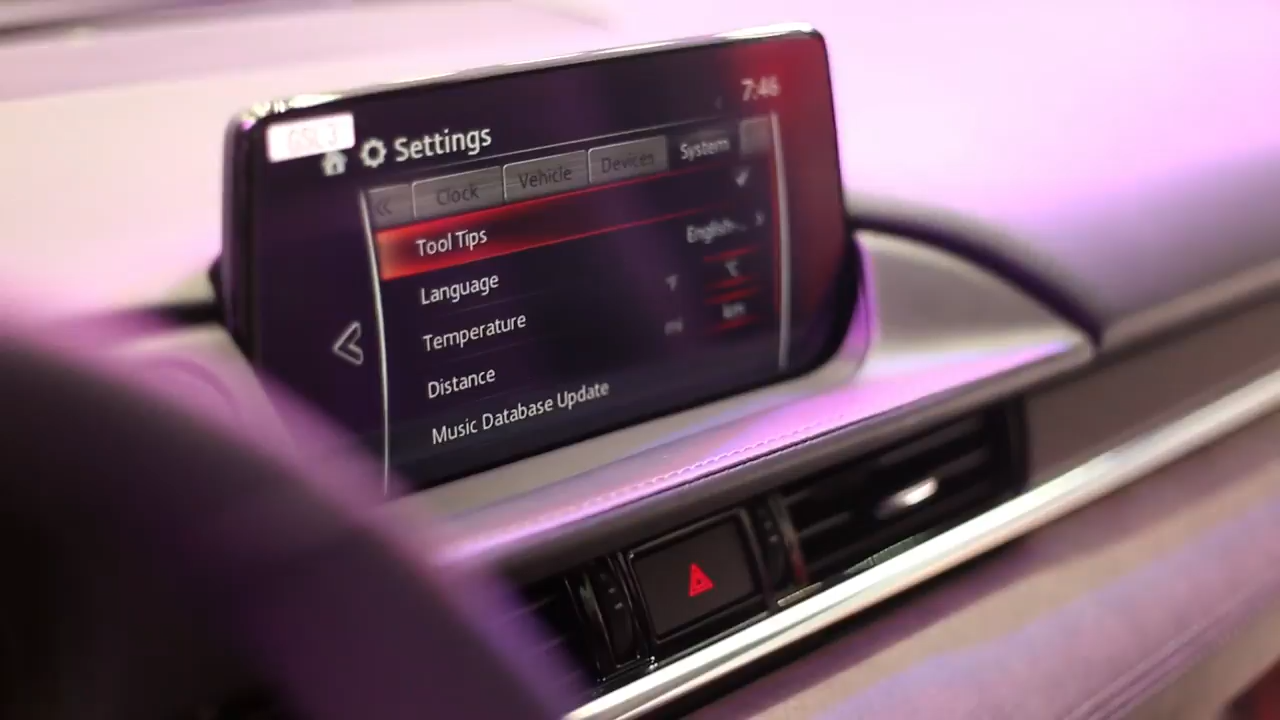 7:46
Settings
Clock Vehicle Devices System
Tool Tips
Language English...
Temperature °F °C
Distance mi km
Music Database Update